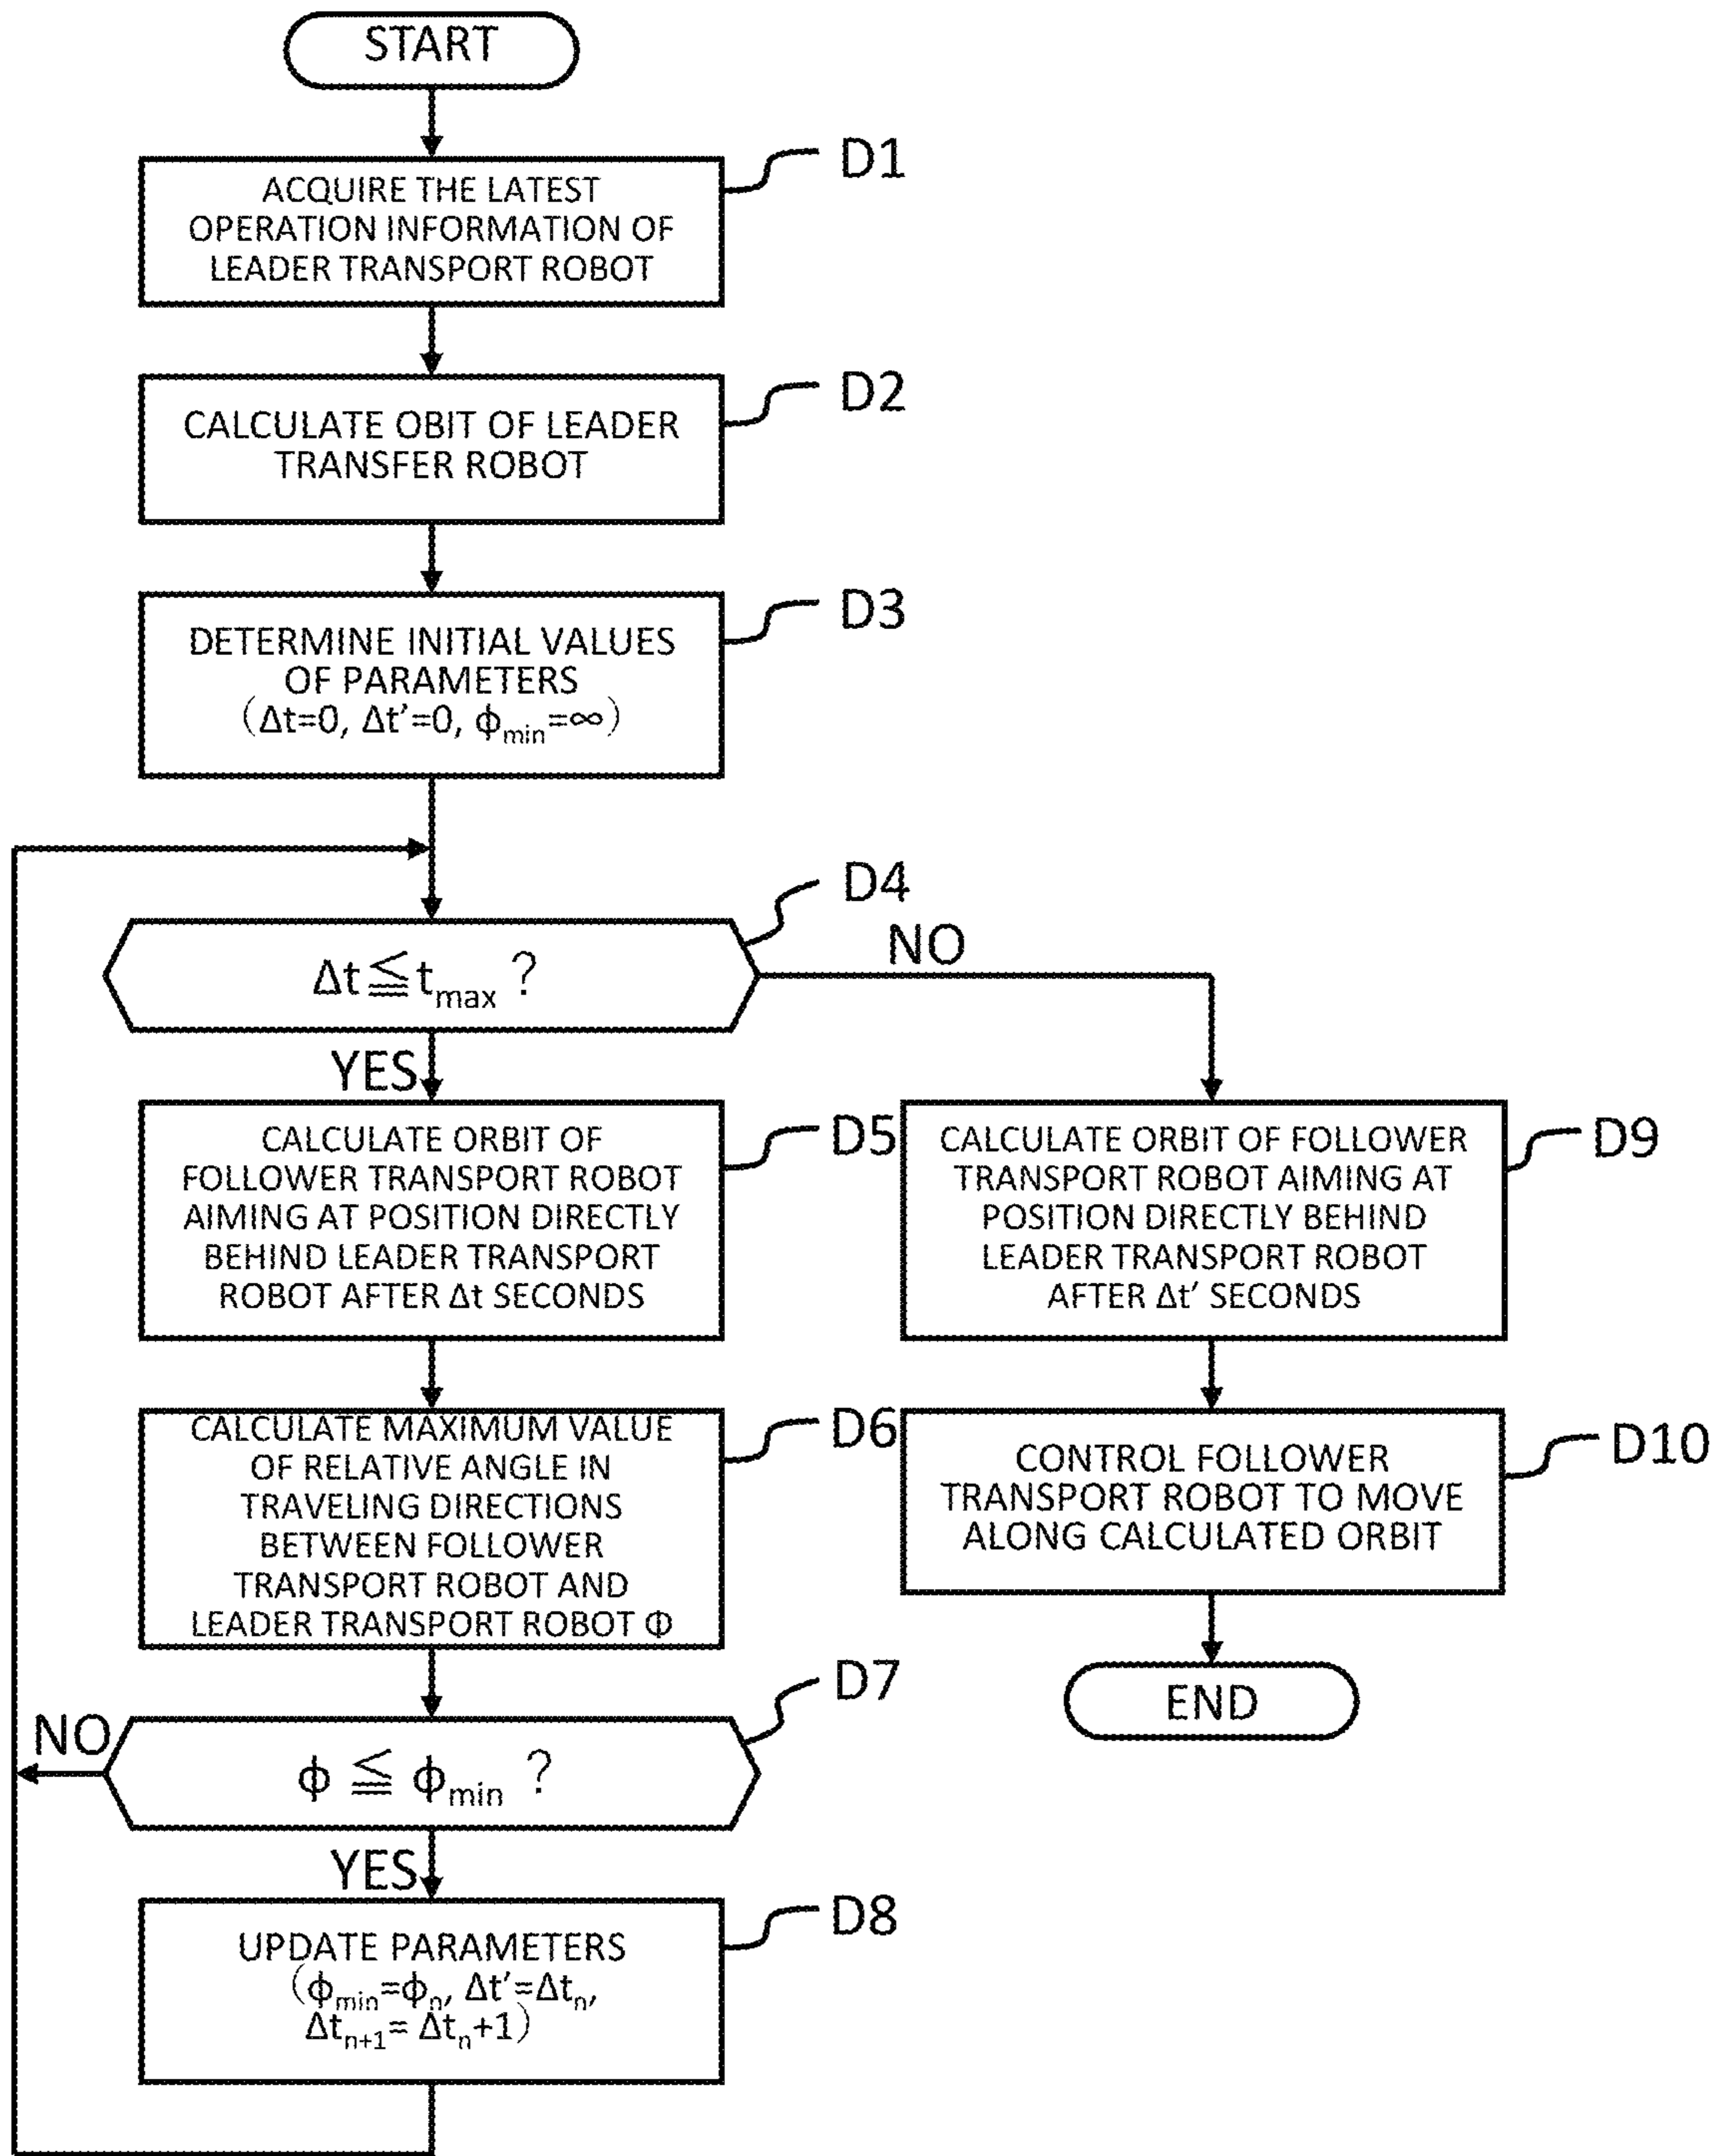 START
D1
ACQUIRE THE LATEST
OPERATION INFORMATION OF
LEADER TRANSPORT ROBOT
D2
CALCULATE OBIT OF LEADER
TRANSFER ROBOT
D3
DETERMINE INITIAL VALUES
OF PARAMETERS
(Δt=0, Δt'=0, ϕmin=∞)
D4
Δt≦tmax ?
NO
YES
D5
CALCULATE ORBIT OF
FOLLOWER TRANSPORT ROBOT
AIMING AT POSITION DIRECTLY
BEHIND LEADER TRANSPORT
ROBOT AFTER Δt SECONDS
D9
CALCULATE ORBIT OF FOLLOWER
TRANSPORT ROBOT AIMING AT
POSITION DIRECTLY BEHIND
LEADER TRANSPORT ROBOT
AFTER Δt' SECONDS
D6
CALCULATE MAXIMUM VALUE
OF RELATIVE ANGLE IN
TRAVELING DIRECTIONS
BETWEEN FOLLOWER
TRANSPORT ROBOT AND
LEADER TRANSPORT ROBOT Φ
D10
CONTROL FOLLOWER
TRANSPORT ROBOT TO MOVE
ALONG CALCULATED ORBIT
END
D7
NO
ϕ ≦ ϕmin ?
YES
D8
UPDATE PARAMETERS
(ϕmin=ϕn, Δt'=Δtn,
Δtn+1= Δtn+1)